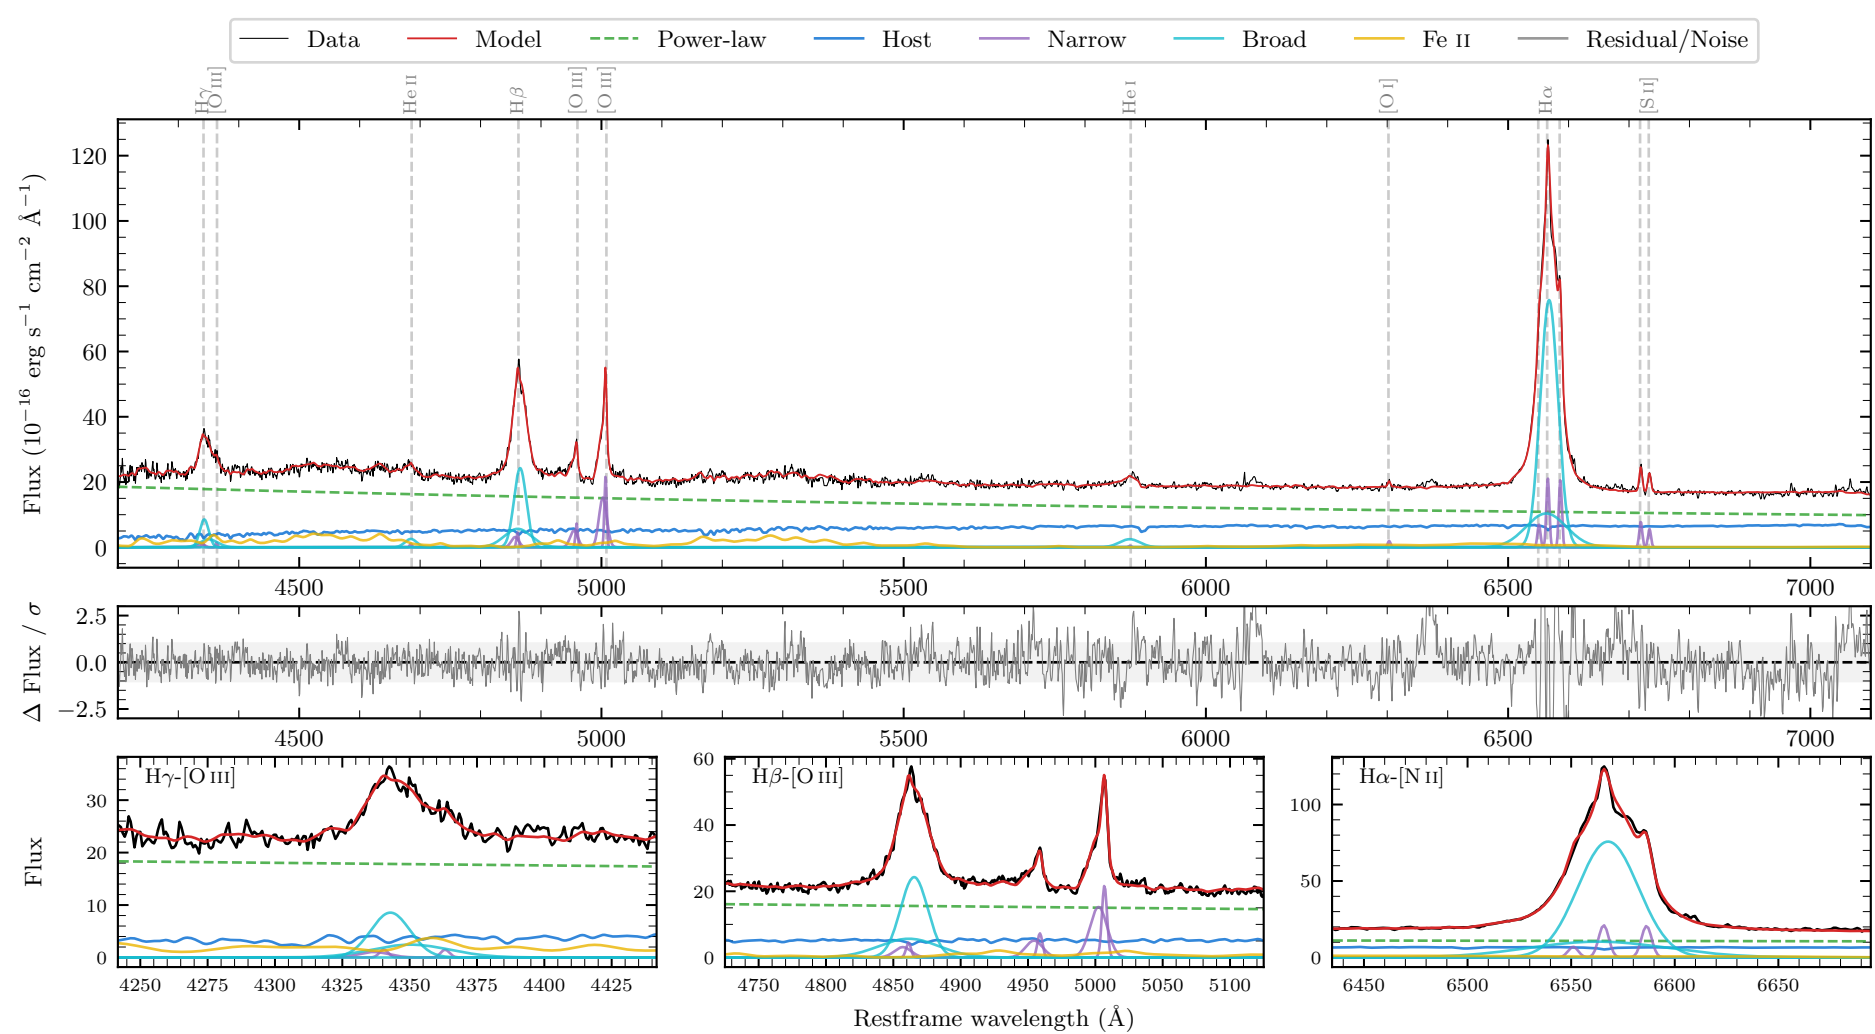 Data Model Power-law Host Narrow Broad Fe II Residual/Noise
Hγ [O III] He II Hβ [O III] [O III] He I [O I] Hα [S II]
Flux (10⁻¹⁶ erg s⁻¹ cm⁻² Å⁻¹)
120
100
80
60
40
20
0
4500 5000 5500 6000 6500 7000
Δ Flux / σ
2.5
0.0
−2.5
4500 5000 5500 6000 6500 7000
Flux
Hγ-[O III]
30
20
10
0
4250 4275 4300 4325 4350 4375 4400 4425
Hβ-[O III]
60
40
20
0
4750 4800 4850 4900 4950 5000 5050 5100
Hα-[N II]
100
50
0
6450 6500 6550 6600 6650
Restframe wavelength (Å)